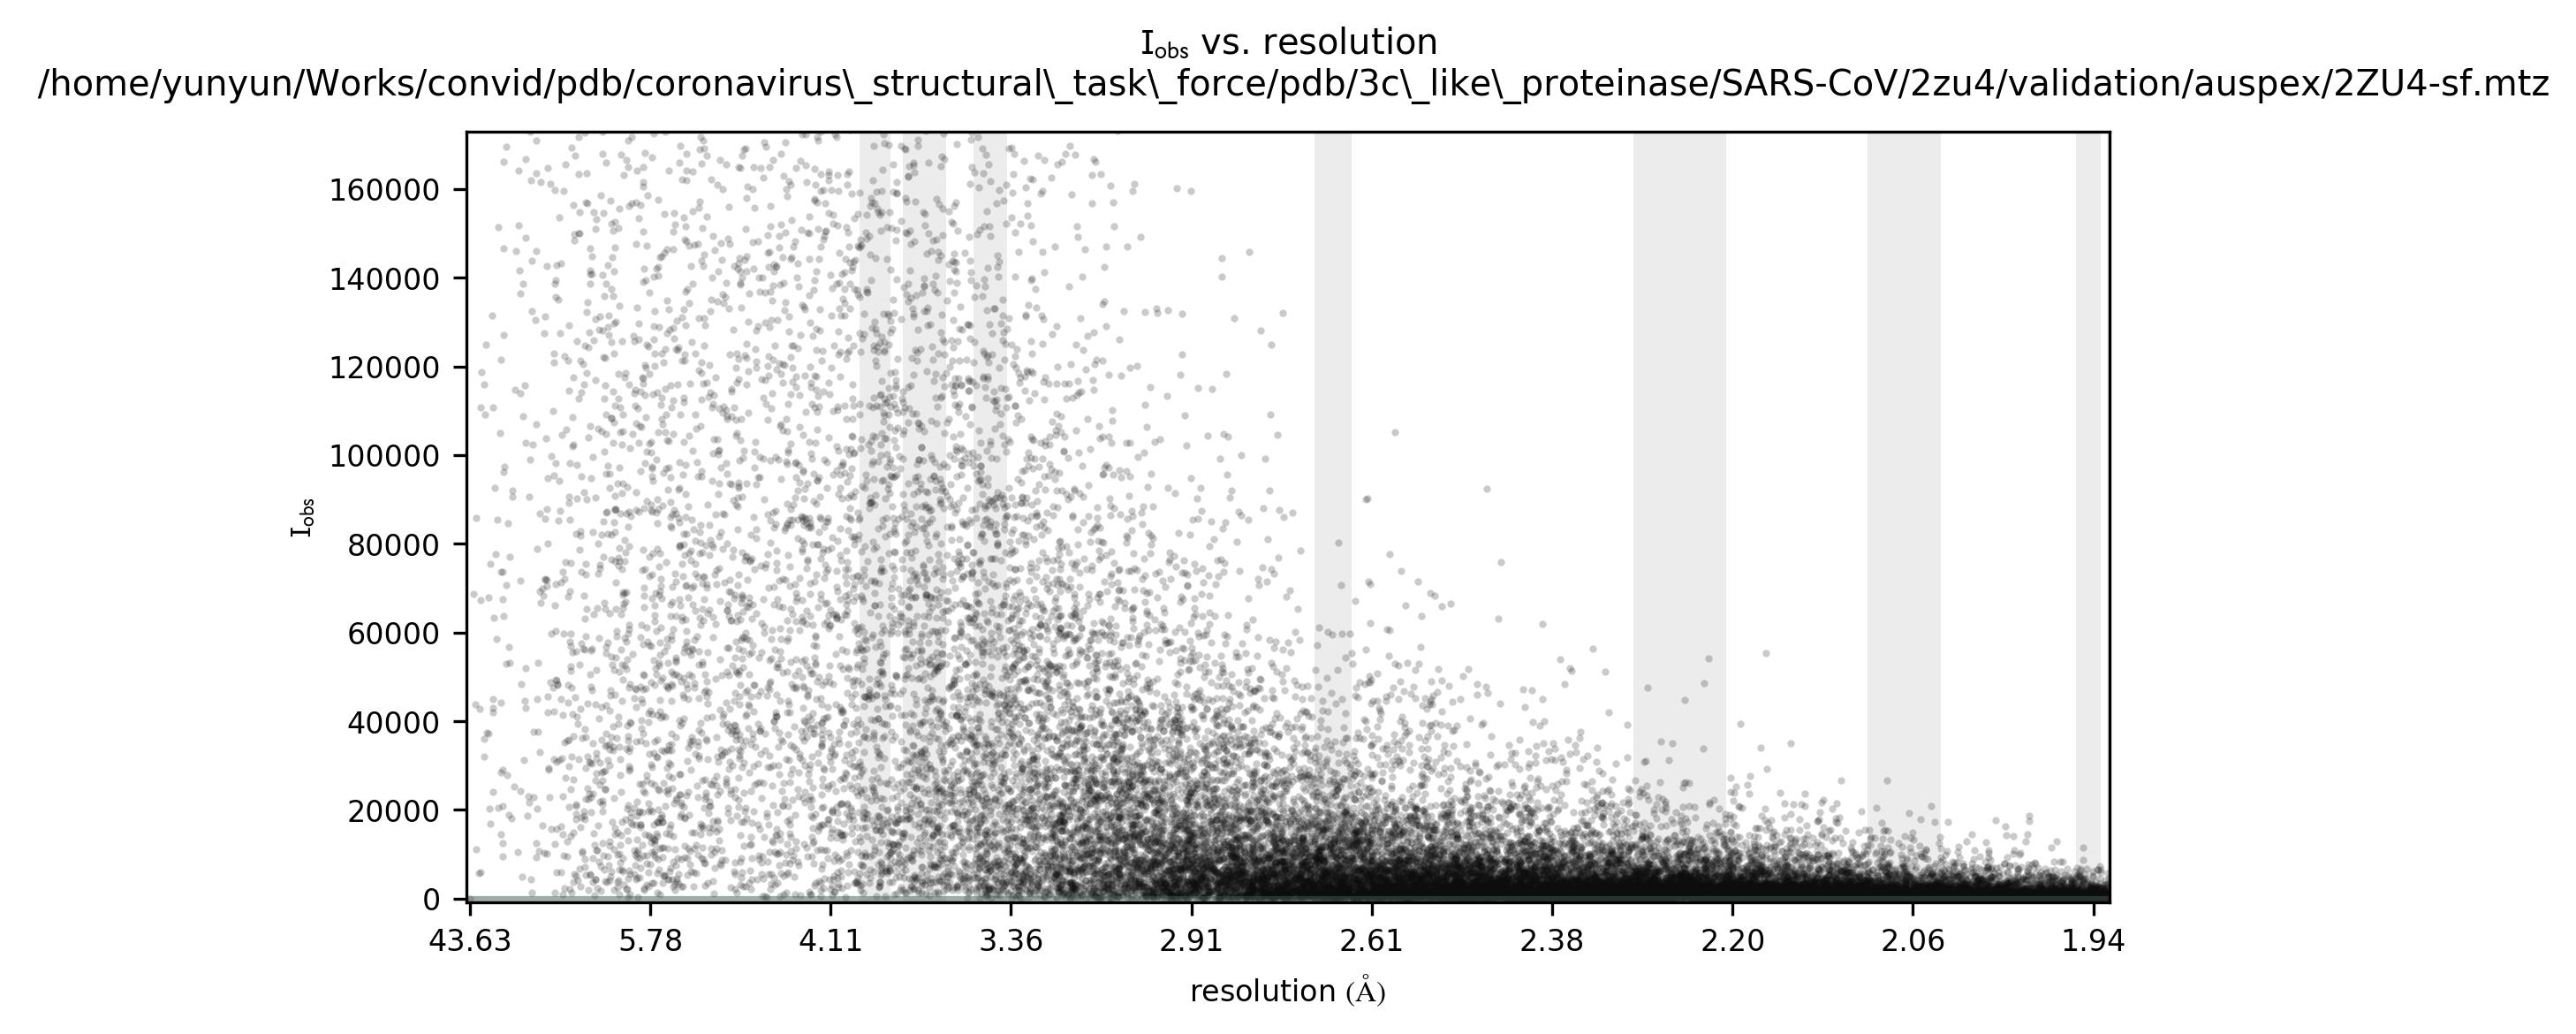 I_obs vs. resolution
/home/yunyun/Works/convid/pdb/coronavirus\_structural\_task\_force/pdb/3c\_like\_proteinase/SARS-CoV/2zu4/validation/auspex/2ZU4-sf.mtz
160000
140000
120000
100000
80000
60000
40000
20000
0
I_obs
43.63 5.78 4.11 3.36 2.91 2.61 2.38 2.20 2.06 1.94
resolution (Å)